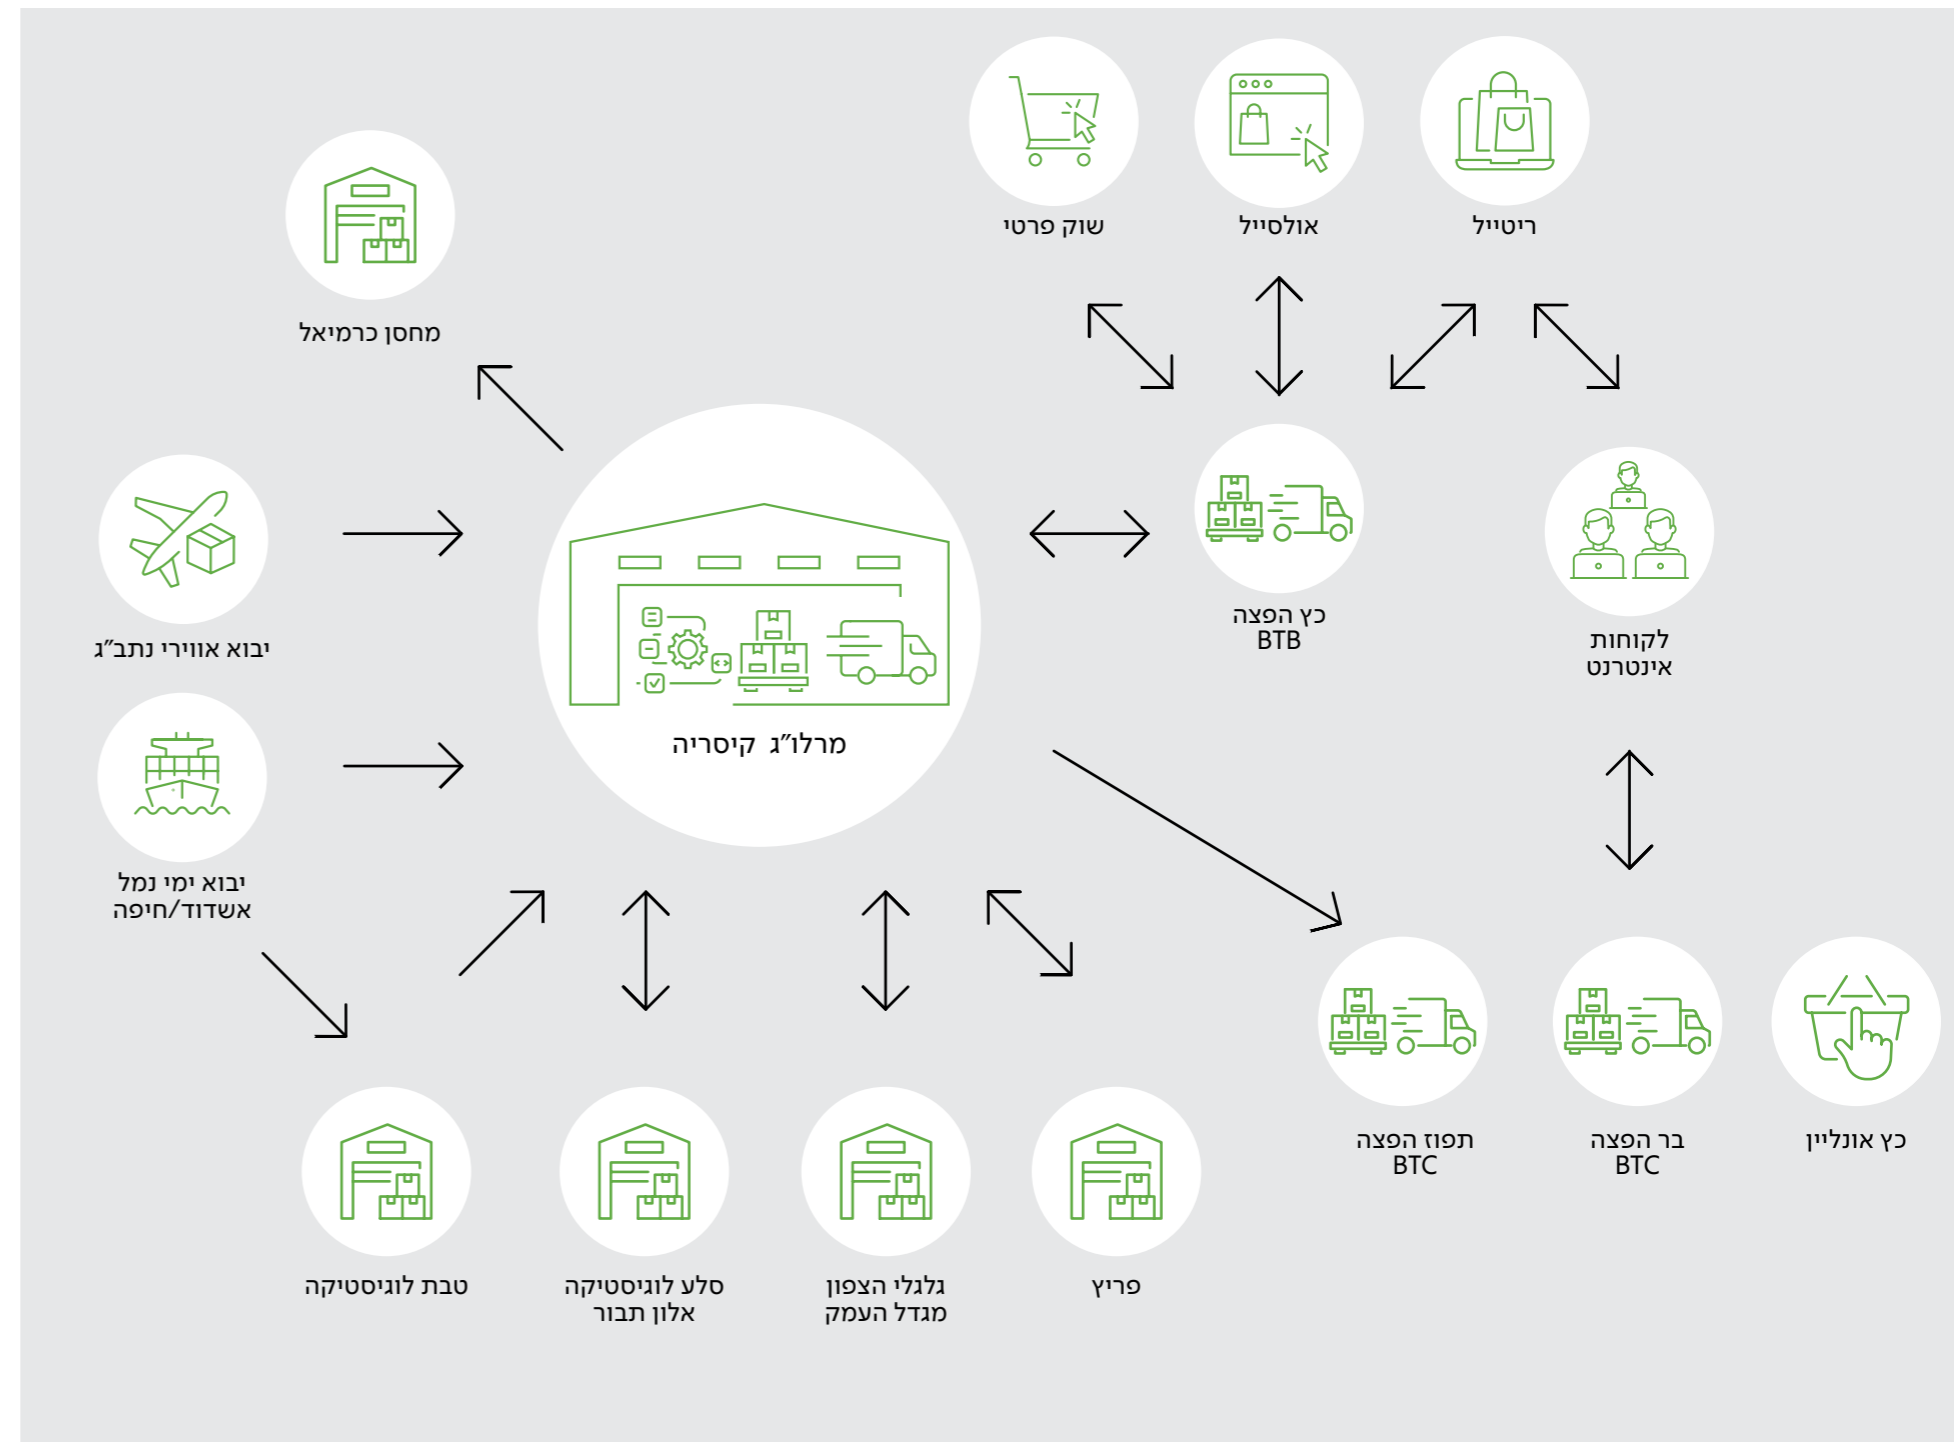 ריטייל
אולסייל
שוק פרטי
מחסן כרמיאל
כץ הפצה
BTB
לקוחות
אינטרנט
יבוא אווירי נתב״ג
מרלו״ג קיסריה
יבוא ימי נמל
אשדוד/חיפה
כץ אונליין
בר הפצה
BTC
תפוז הפצה
BTC
פריץ
גלגלי הצפון
מגדל העמק
סלע לוגיסטיקה
אלון תבור
טבת לוגיסטיקה